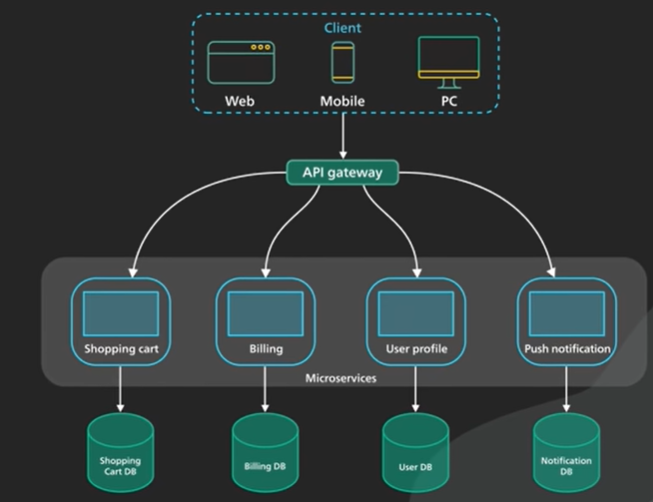 Client
Web
Mobile
PC
API gateway
Shopping cart
Billing
User profile
Push notification
Microservices
Shopping
Cart DB
Billing DB
User DB
Notification
DB